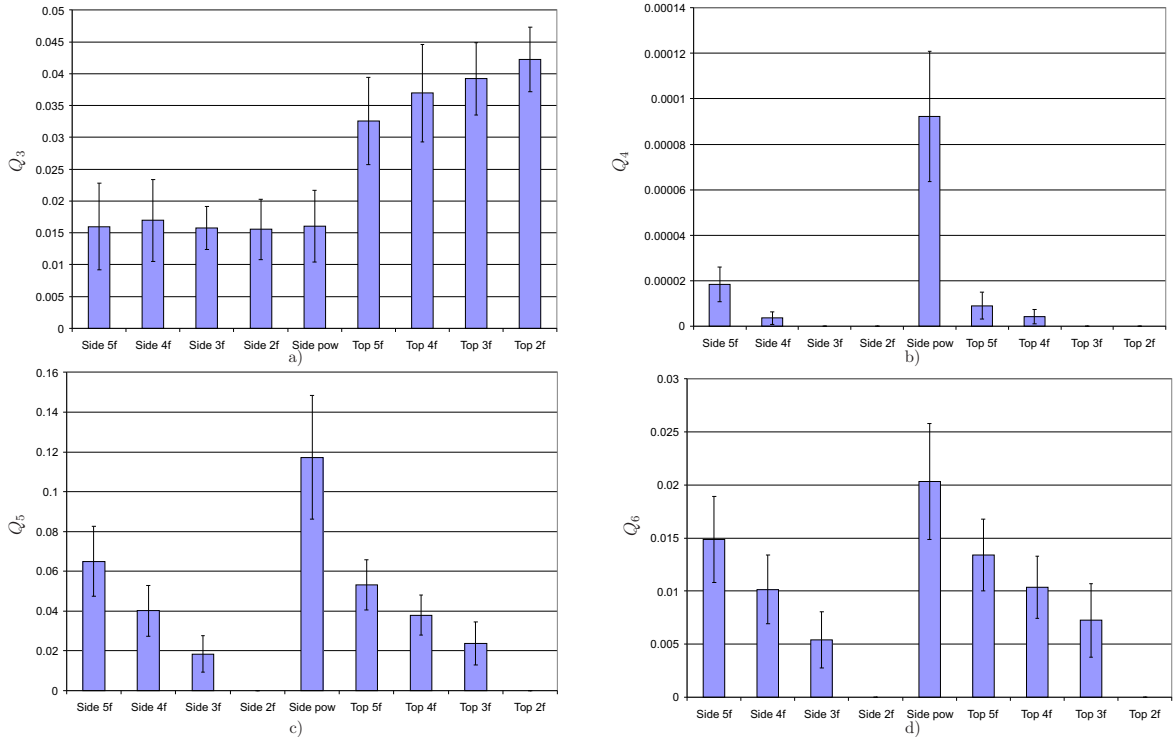 0.05
0.045
0.04
0.035
0.03
0.025
0.02
0.015
0.01
0.005
0
Q3
Side 5f Side 4f Side 3f Side 2f Side pow Top 5f Top 4f Top 3f Top 2f
a)
0.00014
0.00012
0.0001
0.00008
0.00006
0.00004
0.00002
0
Q4
Side 5f Side 4f Side 3f Side 2f Side pow Top 5f Top 4f Top 3f Top 2f
b)
0.16
0.14
0.12
0.1
0.08
0.06
0.04
0.02
0
Q5
Side 5f Side 4f Side 3f Side 2f Side pow Top 5f Top 4f Top 3f Top 2f
c)
0.03
0.025
0.02
0.015
0.01
0.005
0
Q6
Side 5f Side 4f Side 3f Side 2f Side pow Top 5f Top 4f Top 3f Top 2f
d)